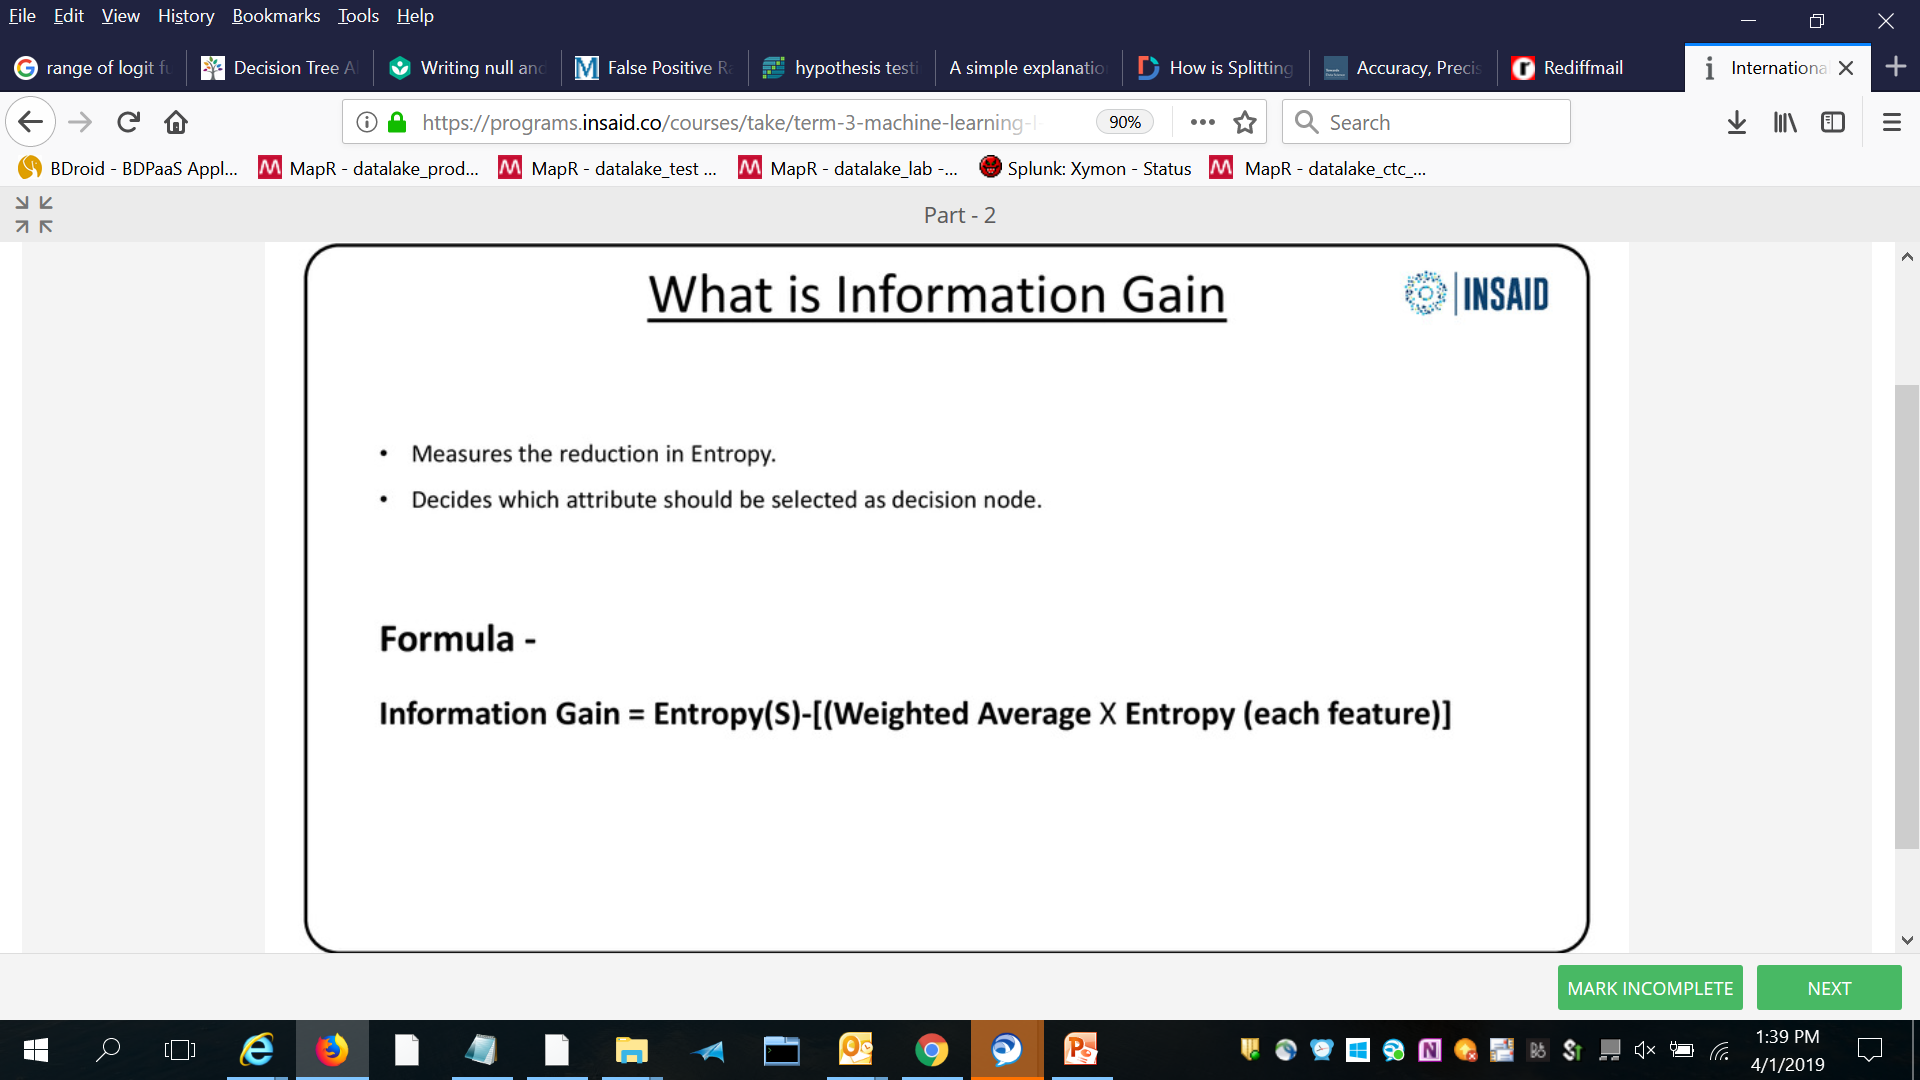 File Edit View History Bookmarks Tools Help
range of logit fu Decision Tree Al Writing null and False Positive Ra hypothesis testi A simple explanatio How is Splitting Accuracy, Precis Rediffmail Internationa
https://programs.insaid.co/courses/take/term-3-machine-learning-l 90% Search
BDroid - BDPaaS Appl... MapR - datalake_prod... MapR - datalake_test ... MapR - datalake_lab -... Splunk: Xymon - Status MapR - datalake_ctc_...
Part - 2
What is Information Gain
INSAID
• Measures the reduction in Entropy.
• Decides which attribute should be selected as decision node.
Formula -
Information Gain = Entropy(S)-[(Weighted Average X Entropy (each feature)]
MARK INCOMPLETE NEXT
1:39 PM
4/1/2019